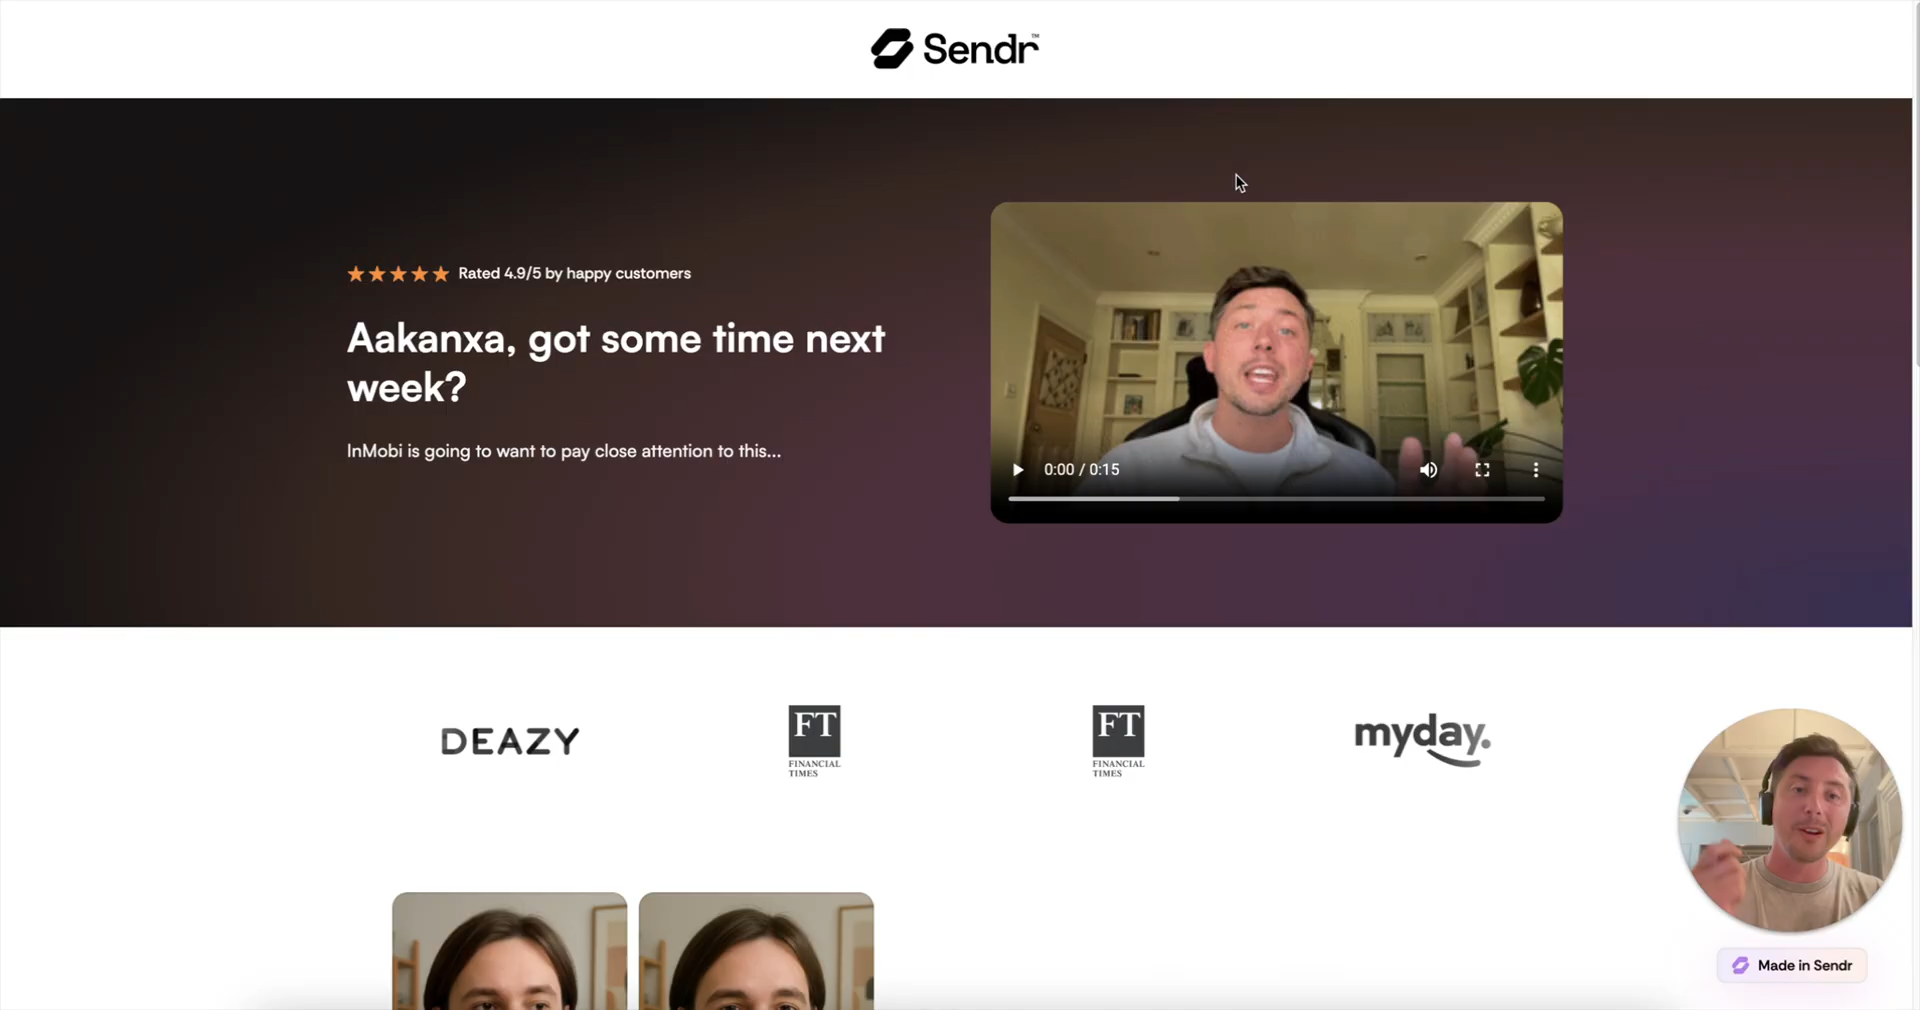 Sendr™
Rated 4.9/5 by happy customers
Aakanxa, got some time next
week?
InMobi is going to want to pay close attention to this...
0:00 / 0:15
DEAZY
FT
FINANCIAL
TIMES
FT
FINANCIAL
TIMES
myday.
Made in Sendr